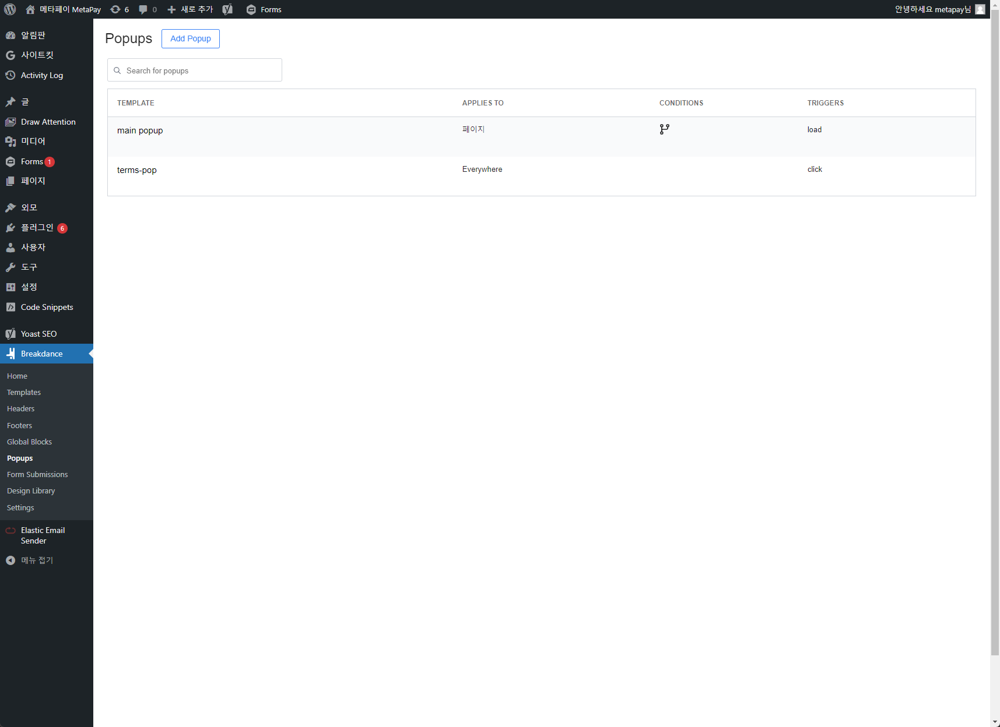 메타페이 MetaPay 6 0 새로 추가 Forms 안녕하세요 metapay님
알림판
사이트킷
Activity Log
글
Draw Attention
미디어
Forms 1
페이지
외모
플러그인 6
사용자
도구
설정
Code Snippets
Yoast SEO
Breakdance
Home
Templates
Headers
Footers
Global Blocks
Popups
Form Submissions
Design Library
Settings
Elastic Email
Sender
메뉴 접기
Popups Add Popup
Search for popups
TEMPLATE APPLIES TO CONDITIONS TRIGGERS
main popup 페이지 load
terms-pop Everywhere click